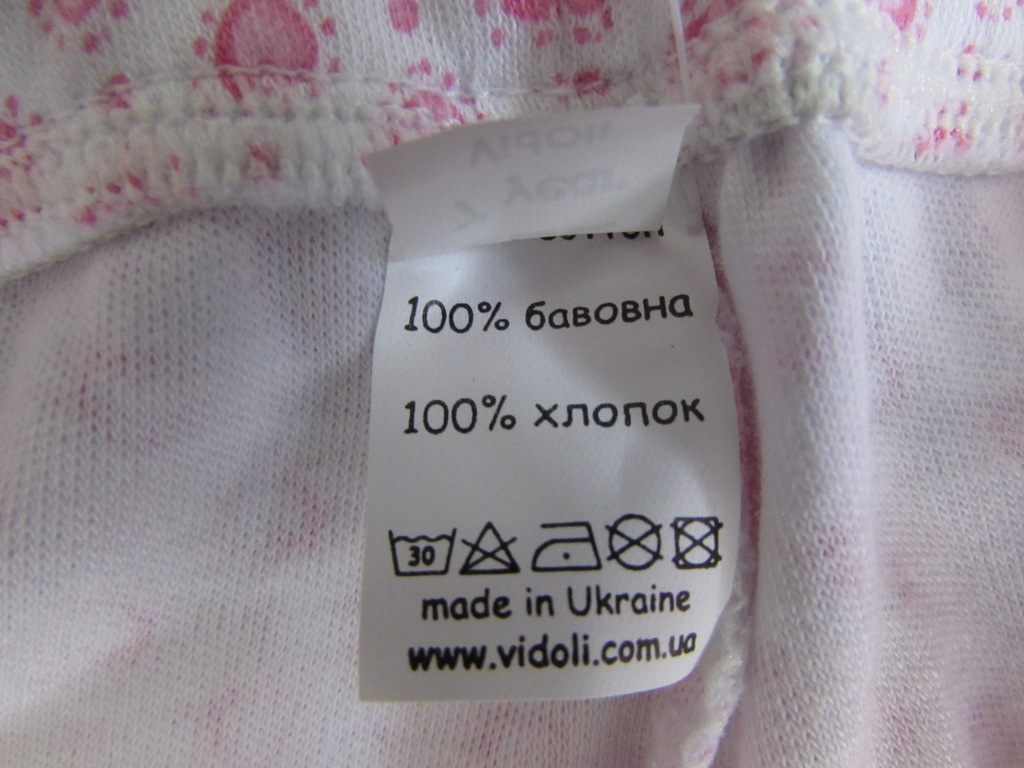 100% бавовна
100% хлопок
30
made in Ukraine
www.vidoli.com.ua